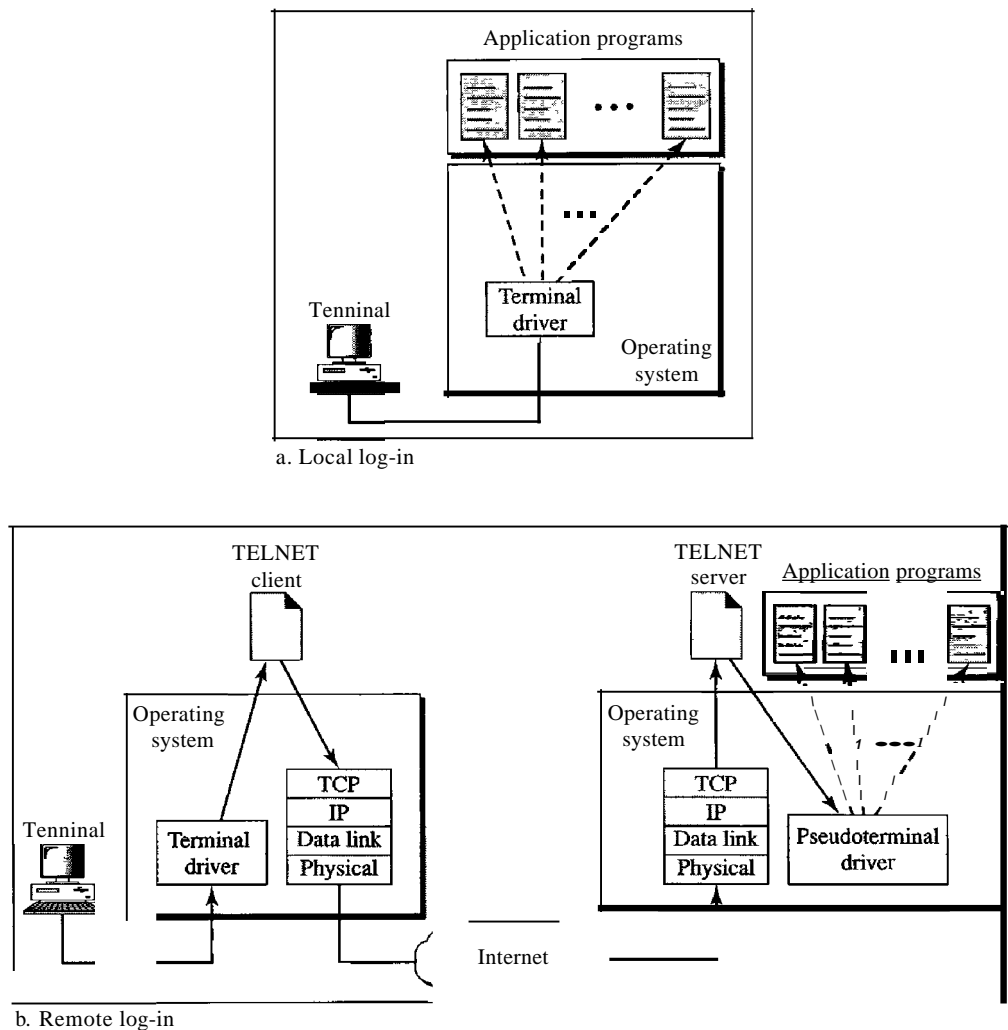 Application programs
Terminal
driver
Tenninal
Operating
system
a. Local log-in
TELNET
client
TELNET
server
Application programs
Operating
system
Operating
system
TCP
IP
Data link
Physical
TCP
IP
Data link
Physical
Tenninal
Terminal
driver
Pseudoterminal
driver
Internet
b. Remote log-in